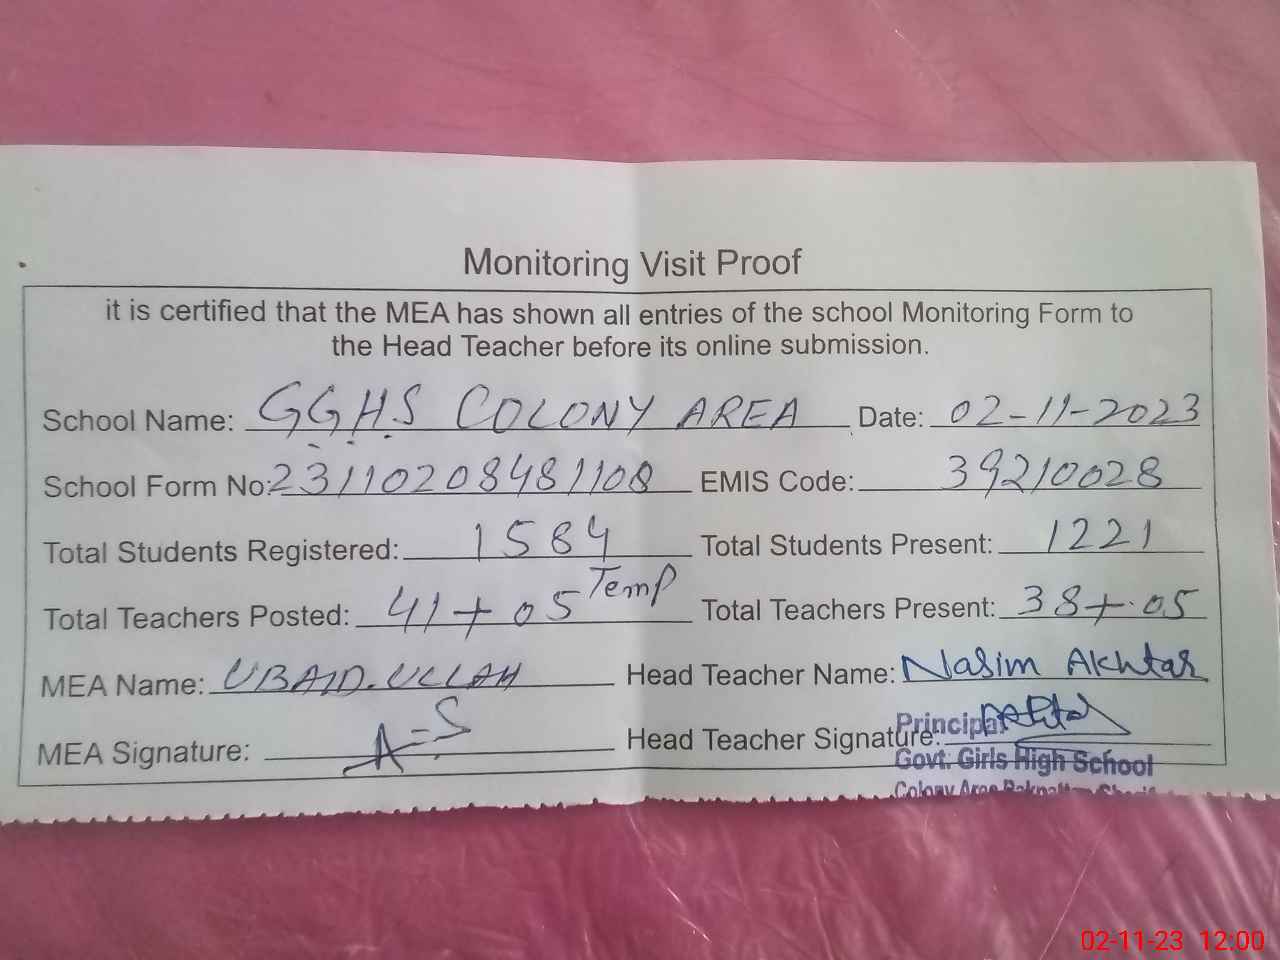 Monitoring Visit Proof
it is certified that the MEA has shown all entries of the school Monitoring Form to
the Head Teacher before its online submission.
School Name: GGHS COLONY AREA Date: 02-11-2023
School Form No: 23110208481108 EMIS Code: 39210028
Total Students Registered: 1584 Total Students Present: 1221
Total Teachers Posted: 41 + 05 Temp Total Teachers Present: 38 + 05
MEA Name: UBAID.ULLAH Head Teacher Name: Nasim Akhtar
MEA Signature: Head Teacher Signature:
Principal
Govt. Girls High School
Colony Area Pakpattan Sharif
02-11-23 12:00